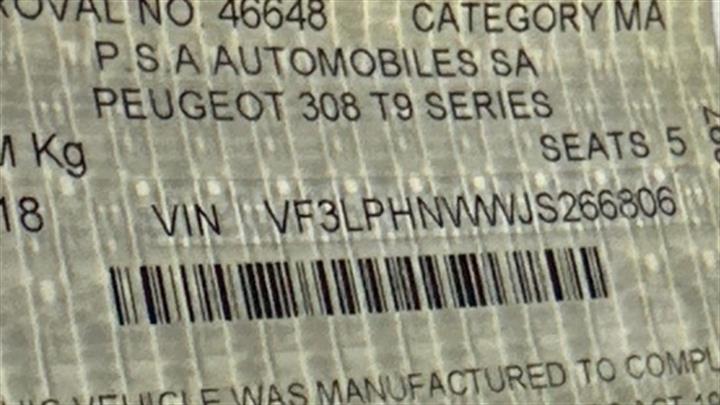 ROVAL NO. 46648 CATEGORY MA
P.S.A AUTOMOBILES SA
PEUGEOT 308 T9 SERIES
M Kg SEATS 5
18 VIN VF3LPHNWWJS266806
VEHICLE WAS MANUFACTURED TO COMPL